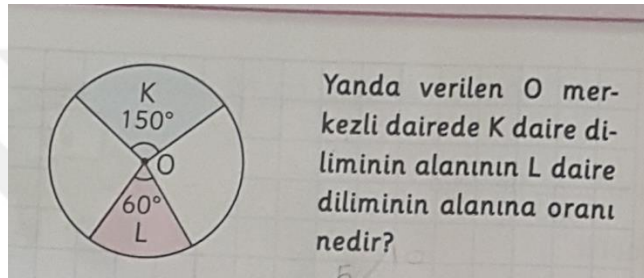 K
150°
O
60°
L
Yanda verilen O mer-
kezli dairede K daire di-
liminin alanının L daire
diliminin alanına oranı
nedir?